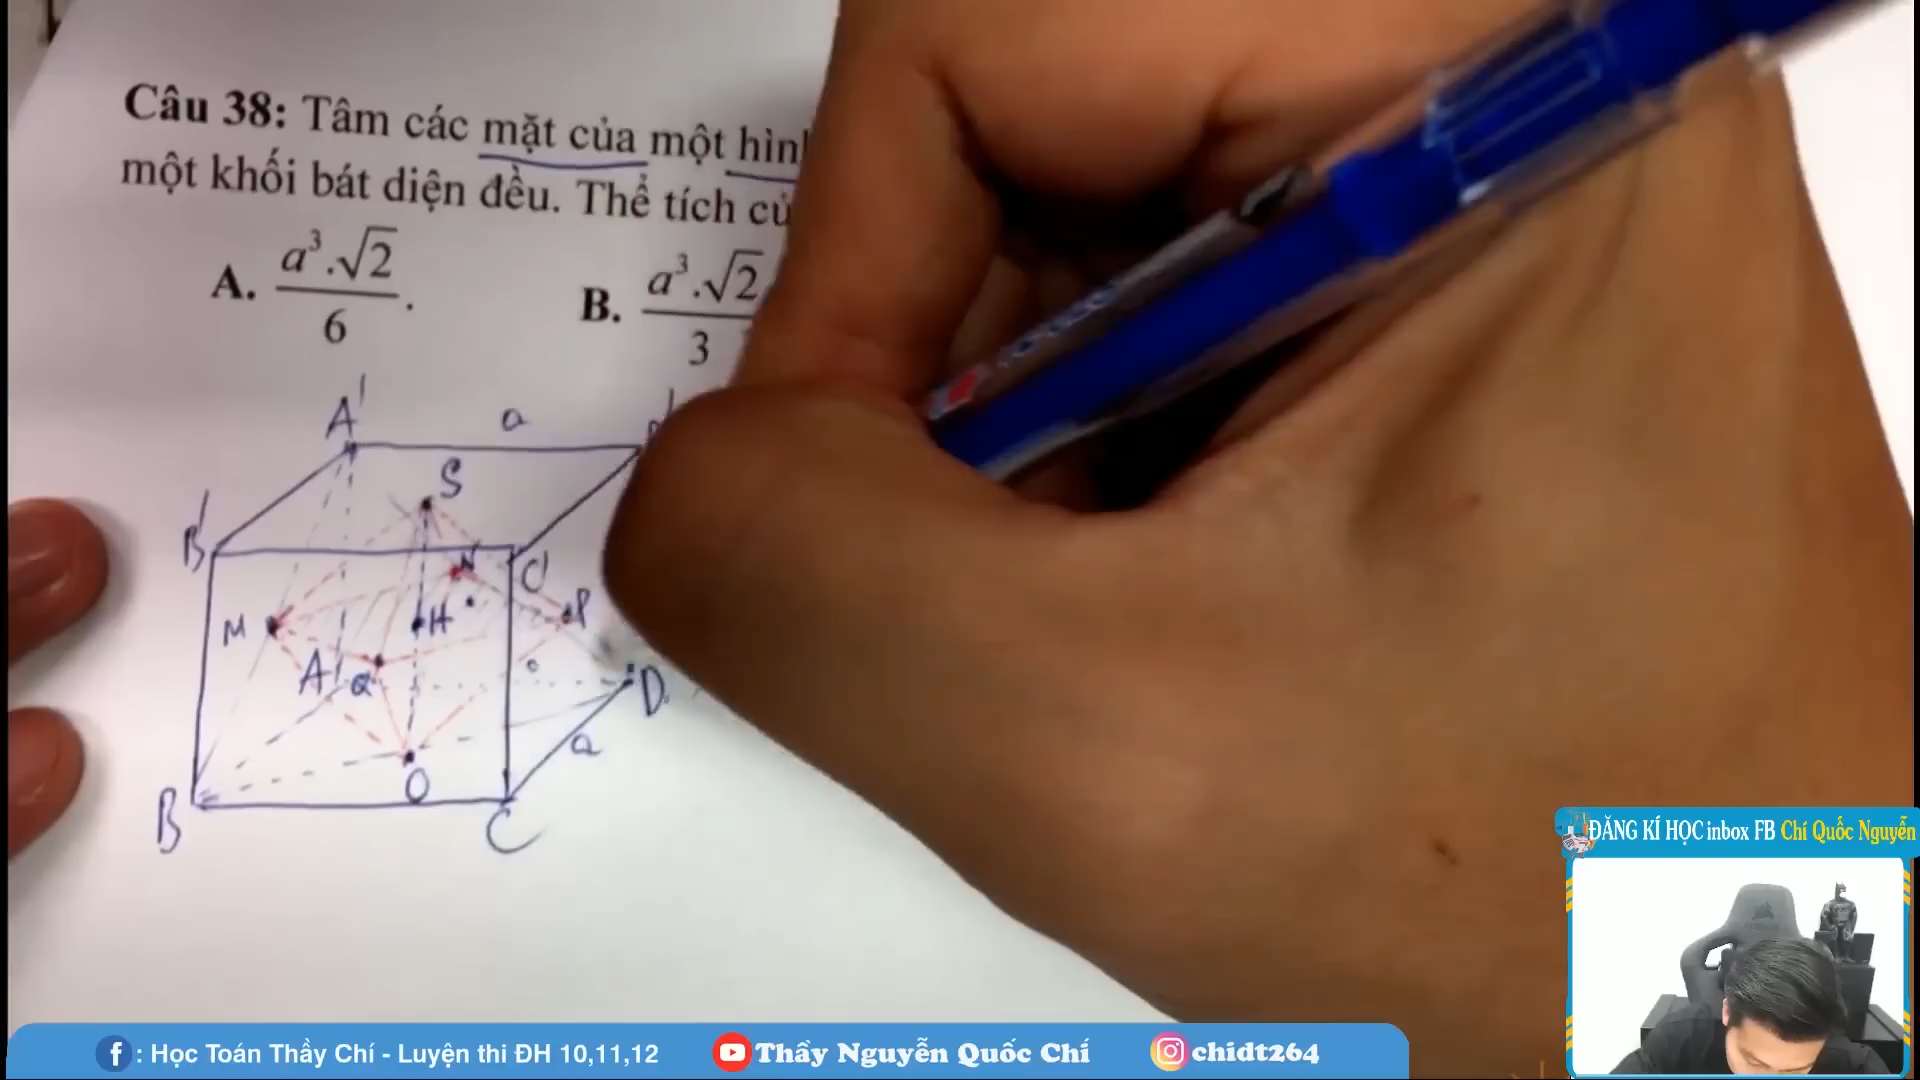 Câu 38: Tâm các mặt của một
một khối bát diện đều. Thể tích
A. a³.√2 / 6 .
B. a³.√2 / 3
A'
a
S
B'
N
C'
M
H
P
A
Q
D
a
O
B
C
ĐĂNG KÍ HỌC inbox FB Chí Quốc Nguyễn
: Học Toán Thầy Chí - Luyện thi ĐH 10,11,12
Thầy Nguyễn Quốc Chí
chidt264